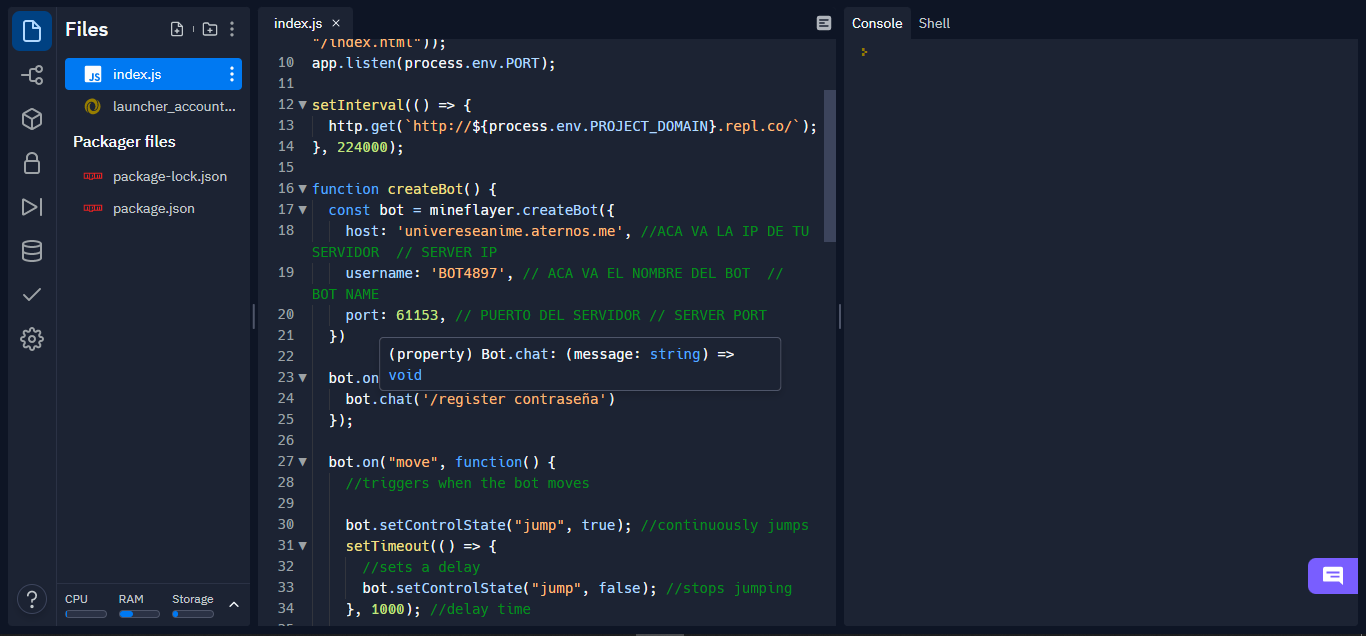 Files
index.js
launcher_account...
Packager files
package-lock.json
package.json
CPU
RAM
Storage
?
index.js ×
"/index.html"));
10 app.listen(process.env.PORT);
11
12 setInterval(() => {
13 http.get(`http://${process.env.PROJECT_DOMAIN}.repl.co/`);
14 }, 224000);
15
16 function createBot() {
17 const bot = mineflayer.createBot({
18 host: 'univereseanime.aternos.me', //ACA VA LA IP DE TU
SERVIDOR // SERVER IP
19 username: 'BOT4897', // ACA VA EL NOMBRE DEL BOT //
BOT NAME
20 port: 61153, // PUERTO DEL SERVIDOR // SERVER PORT
21 })
22
(property) Bot.chat: (message: string) =>
void
23 bot.on
24 bot.chat('/register contraseña')
25 });
26
27 bot.on("move", function() {
28 //triggers when the bot moves
29
30 bot.setControlState("jump", true); //continuously jumps
31 setTimeout(() => {
32 //sets a delay
33 bot.setControlState("jump", false); //stops jumping
34 }, 1000); //delay time
Console
Shell